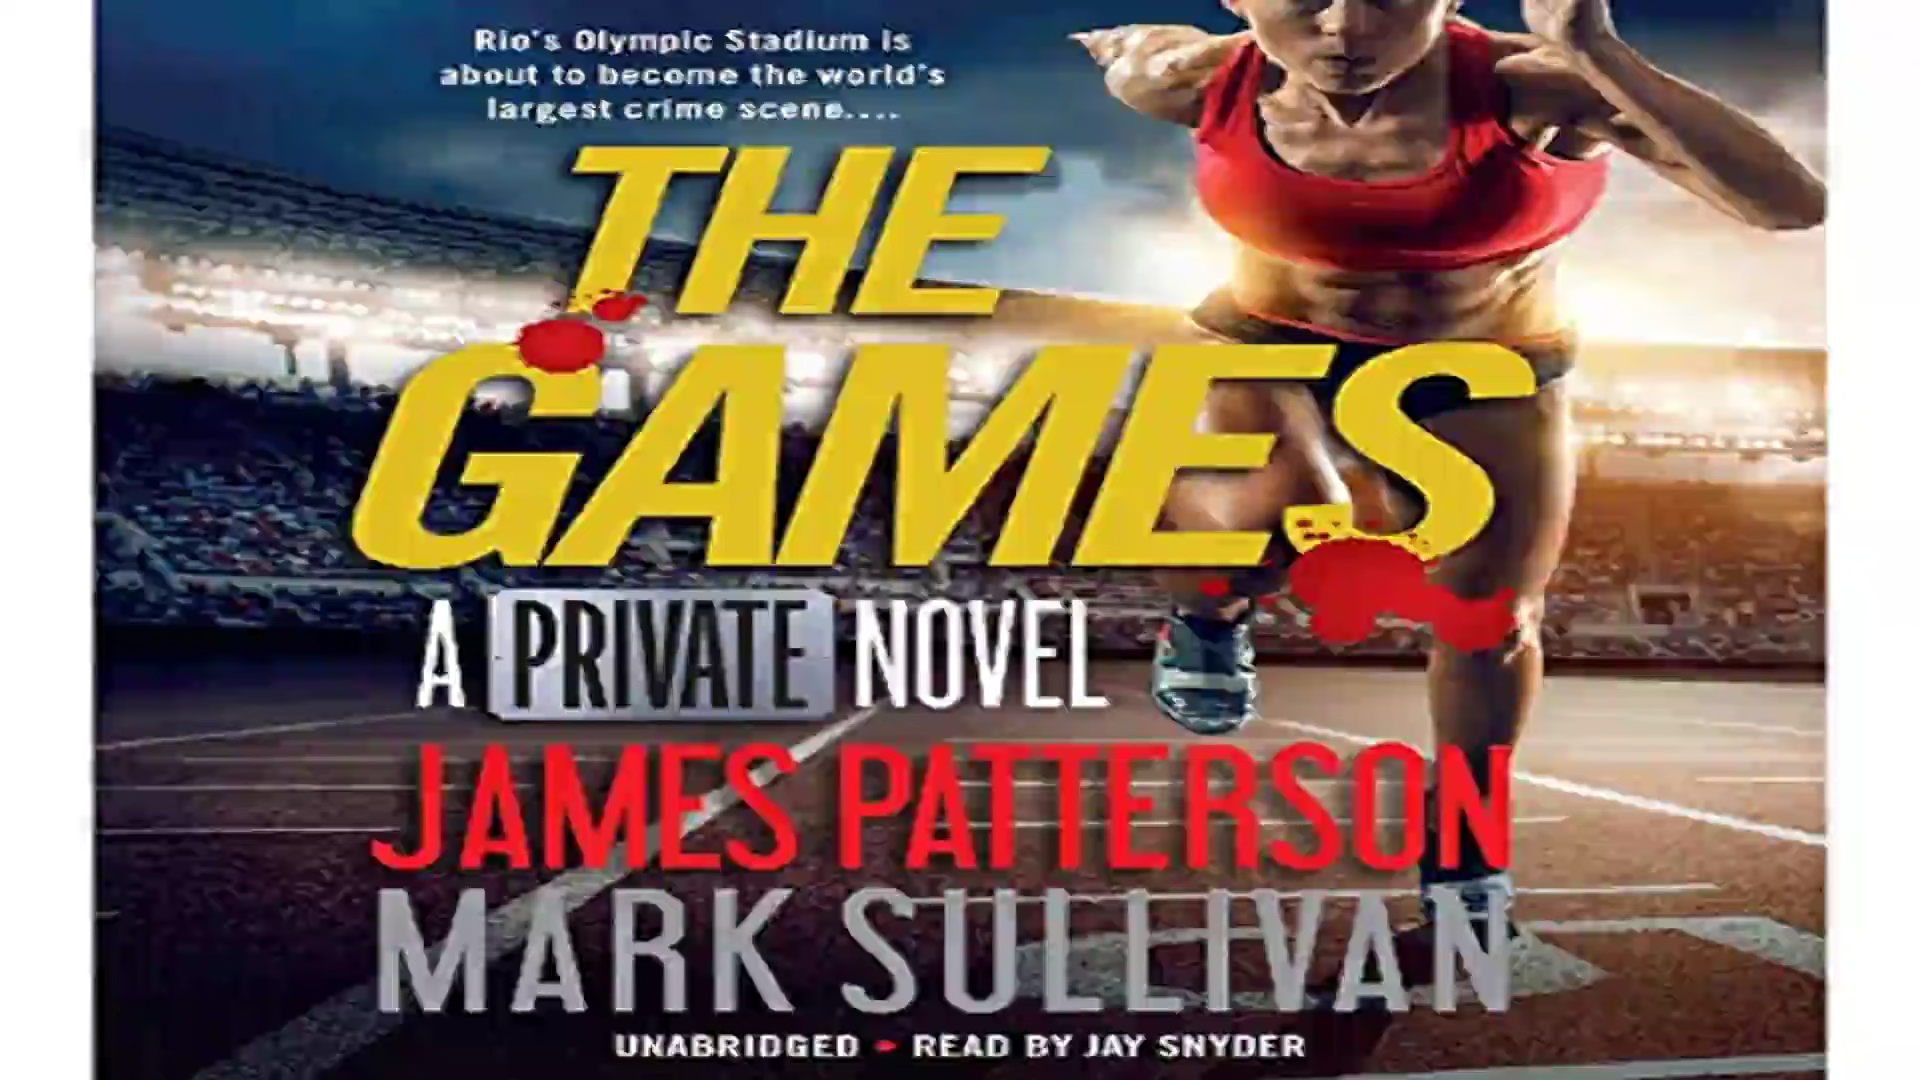 Rio's Olympic Stadium is
about to become the world's
largest crime scene....
THE
GAMES
A PRIVATE NOVEL
JAMES PATTERSON
MARK SULLIVAN
UNABRIDGED • READ BY JAY SNYDER